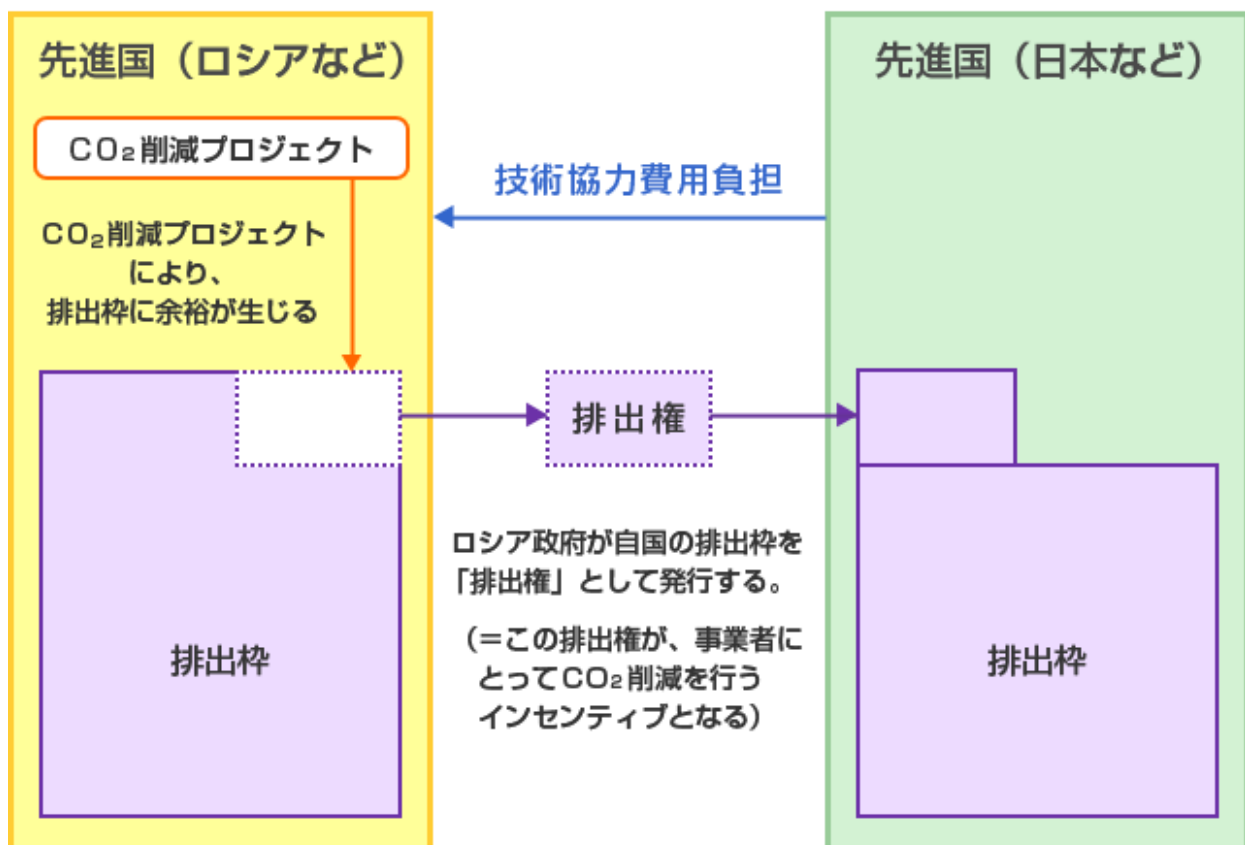 先進国（ロシアなど）
CO₂削減プロジェクト
CO₂削減プロジェクト
により、
排出枠に余裕が生じる
排出枠
技術協力費用負担
排出権
ロシア政府が自国の排出枠を
「排出権」として発行する。
（＝この排出権が、事業者に
とってCO₂削減を行う
インセンティブとなる）
先進国（日本など）
排出枠